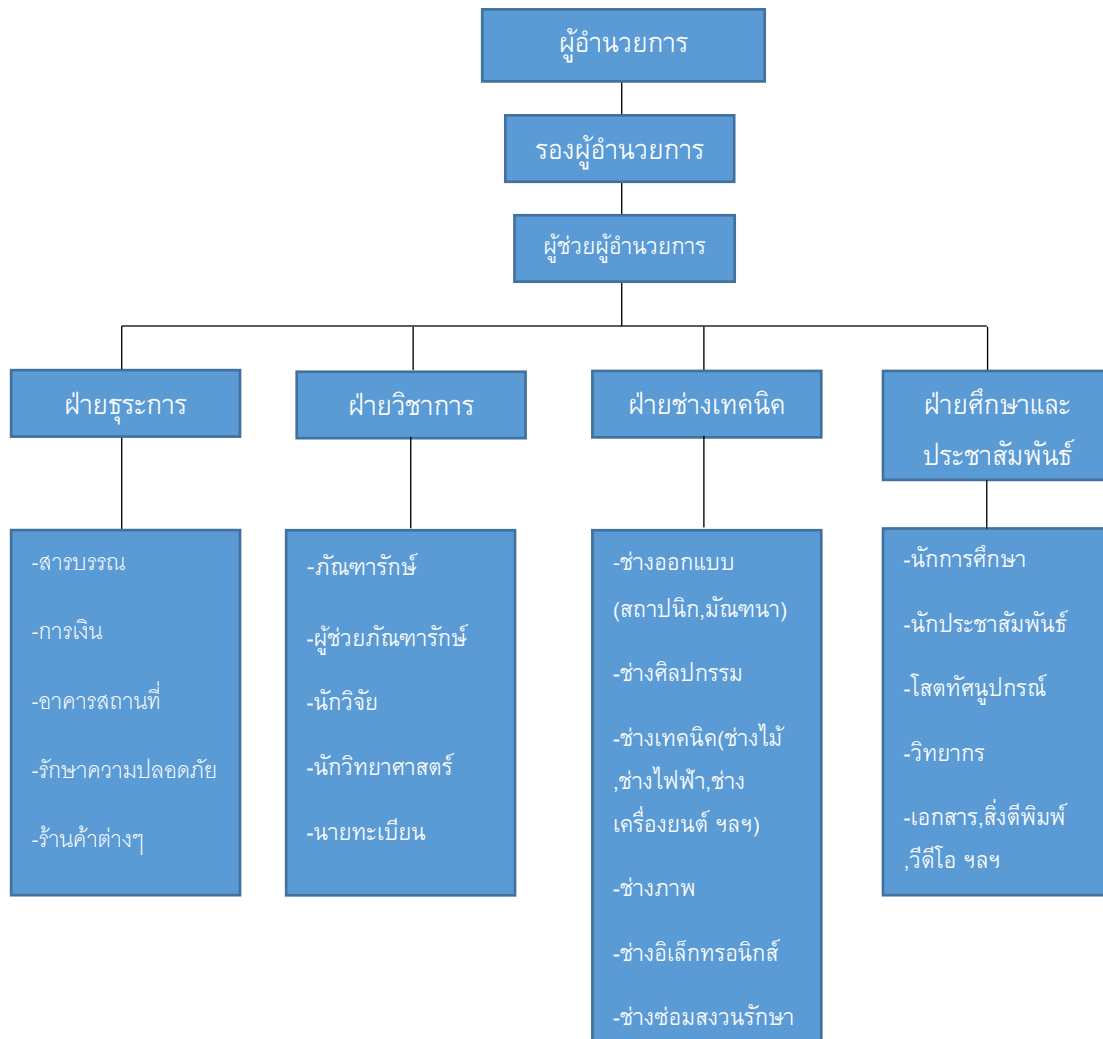 ผู้อำนวยการ
รองผู้อำนวยการ
ผู้ช่วยผู้อำนวยการ
ฝ่ายธุระการ
-สารบรรณ
-การเงิน
-อาคารสถานที่
-รักษาความปลอดภัย
-ร้านค้าต่างๆ
ฝ่ายวิชาการ
-ภัณฑารักษ์
-ผู้ช่วยภัณฑารักษ์
-นักวิจัย
-นักวิทยาศาสตร์
-นายทะเบียน
ฝ่ายช่างเทคนิค
-ช่างออกแบบ
(สถาปนิก,มัณฑนา)
-ช่างศิลปกรรม
-ช่างเทคนิค(ช่างไม้
,ช่างไฟฟ้า,ช่าง
เครื่องยนต์ ฯลฯ)
-ช่างภาพ
-ช่างอิเล็กทรอนิกส์
-ช่างซ่อมสงวนรักษา
ฝ่ายศึกษาและ
ประชาสัมพันธ์
-นักการศึกษา
-นักประชาสัมพันธ์
-โสตทัศนูปกรณ์
-วิทยากร
-เอกสาร,สิ่งตีพิมพ์
,วีดีโอ ฯลฯ